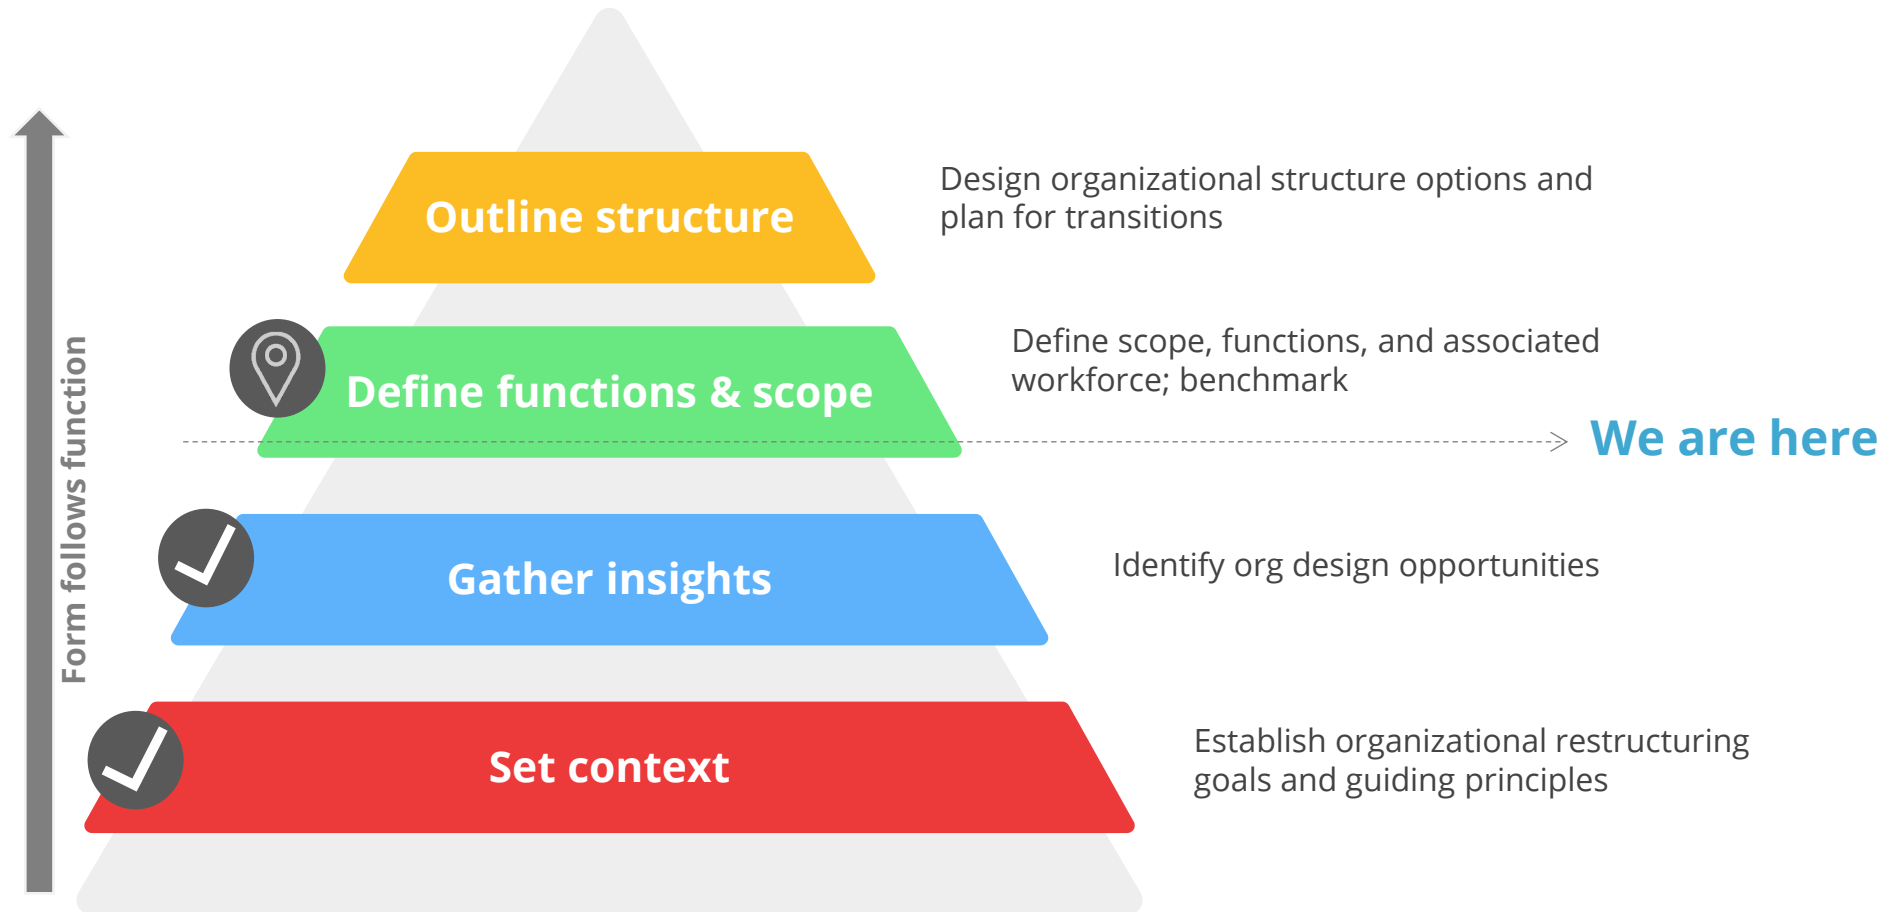 Outline structure
Design organizational structure options and
plan for transitions
Define functions & scope
Define scope, functions, and associated
workforce; benchmark
We are here
Form follows function
Gather insights
Identify org design opportunities
Set context
Establish organizational restructuring
goals and guiding principles